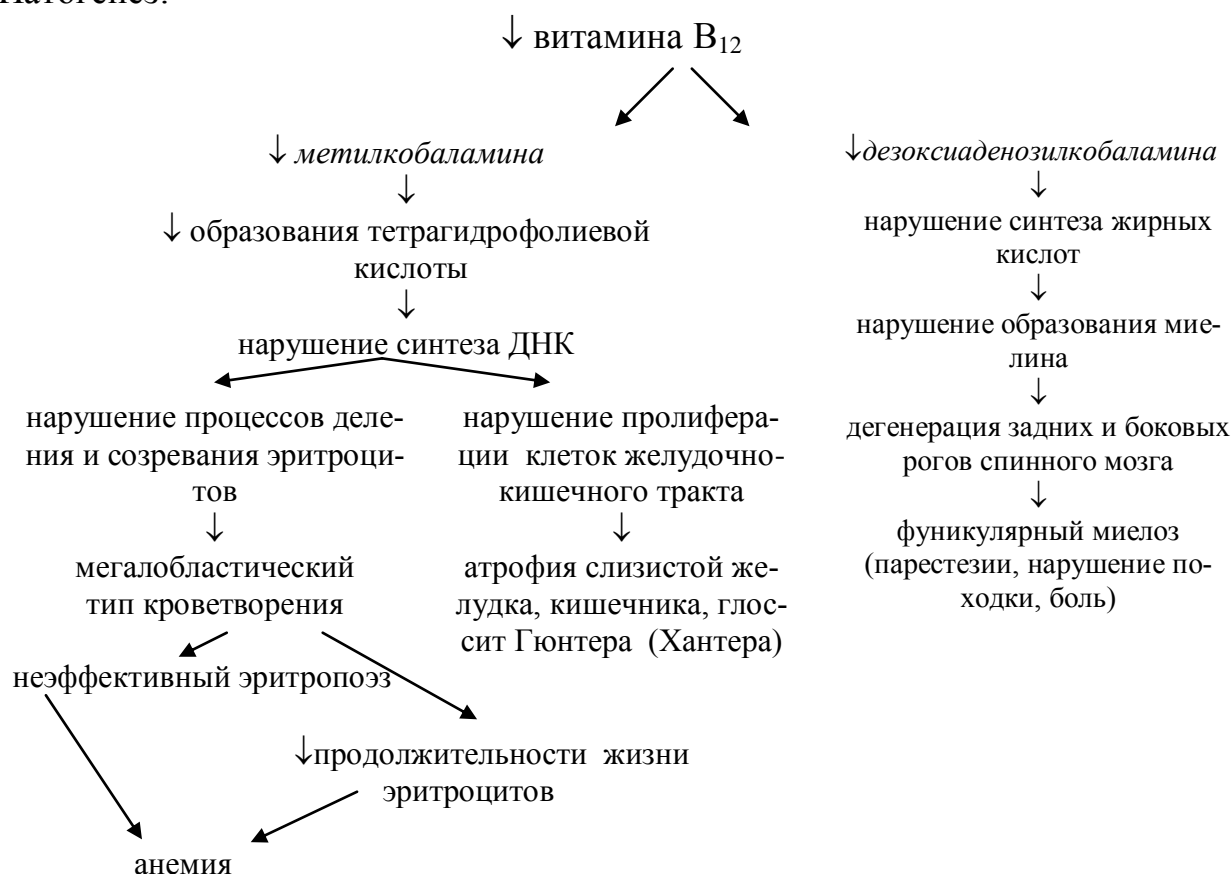 ↓ витамина В12
↓ метилкобаламина
↓
↓ образования тетрагидрофолиевой
кислоты
↓
нарушение синтеза ДНК
нарушение процессов деле-
ния и созревания эритроци-
тов
↓
мегалобластический
тип кроветворения
неэффективный эритропоэз
↓продолжительности жизни
эритроцитов
анемия
нарушение пролифера-
ции клеток желудочно-
кишечного тракта
↓
атрофия слизистой же-
лудка, кишечника, глос-
сит Гюнтера (Хантера)
↓дезоксиаденозилкобаламина
↓
нарушение синтеза жирных
кислот
↓
нарушение образования мие-
лина
↓
дегенерация задних и боковых
рогов спинного мозга
↓
фуникулярный миелоз
(парестезии, нарушение по-
ходки, боль)